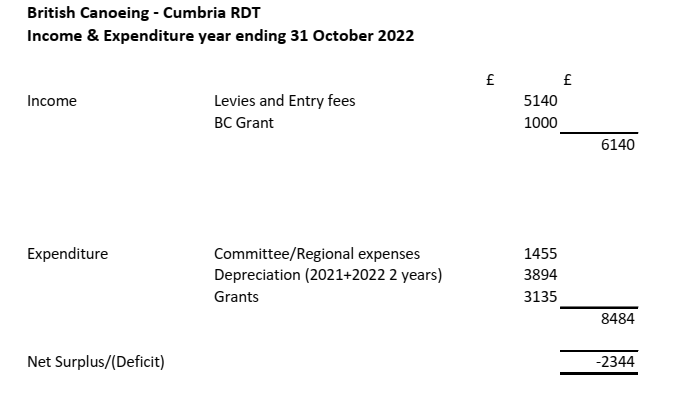 British Canoeing - Cumbria RDT
Income & Expenditure year ending 31 October 2022
£ £
Income Levies and Entry fees 5140
BC Grant 1000
6140
Expenditure Committee/Regional expenses 1455
Depreciation (2021+2022 2 years) 3894
Grants 3135
8484
Net Surplus/(Deficit) -2344